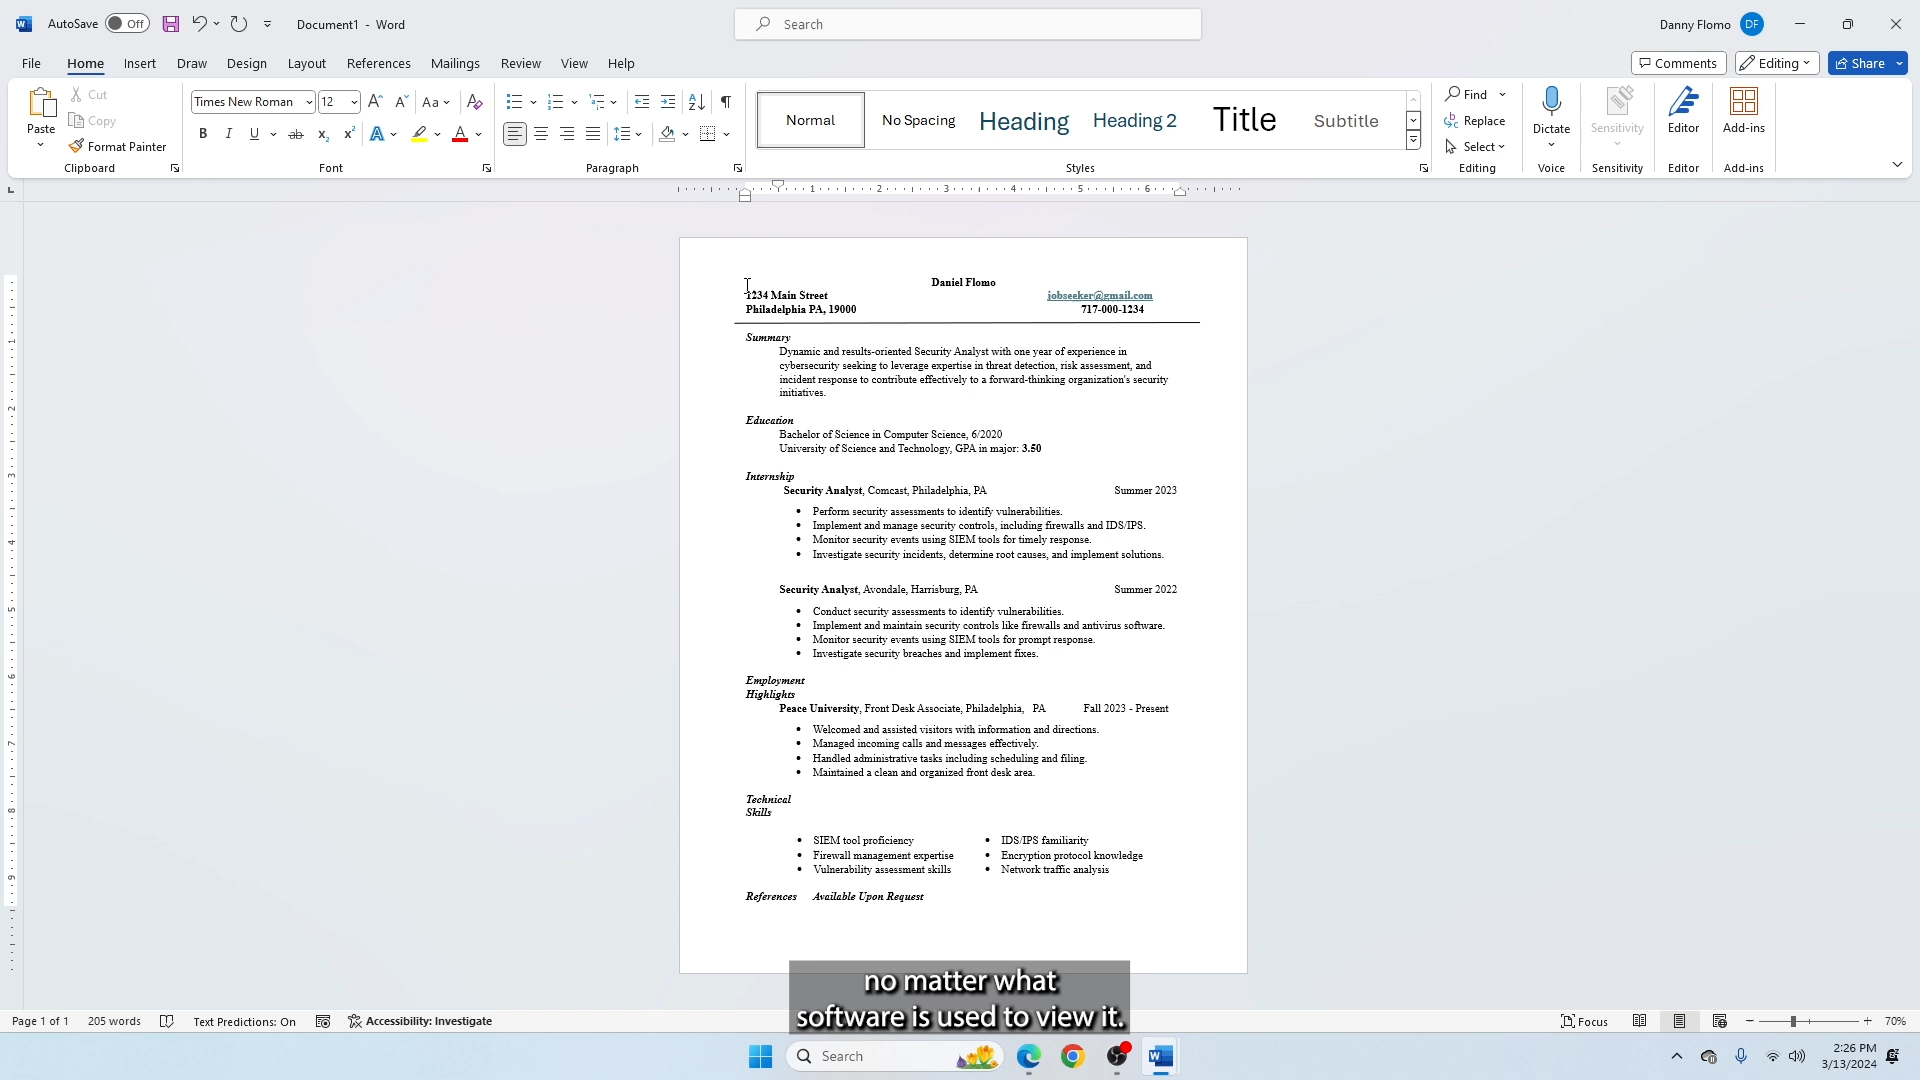 AutoSave Off Document1 - Word Search Danny Flomo DF
File Home Insert Draw Design Layout References Mailings Review View Help Comments Editing Share
Paste Cut Copy Format Painter Clipboard
Times New Roman 12 Aa Font
B I U ab x₂ x² A A
Paragraph
Normal No Spacing Heading Heading 2 Title Subtitle Styles
Find Replace Select Editing
Dictate Voice
Sensitivity Sensitivity
Editor Editor
Add-ins Add-ins
1 2 3 4 5 6
Daniel Flomo
1234 Main Street jobseeker@gmail.com
Philadelphia PA, 19000 717-000-1234
Summary
Dynamic and results-oriented Security Analyst with one year of experience in
cybersecurity seeking to leverage expertise in threat detection, risk assessment, and
incident response to contribute effectively to a forward-thinking organization's security
initiatives.
Education
Bachelor of Science in Computer Science, 6/2020
University of Science and Technology, GPA in major: 3.50
Internship
Security Analyst, Comcast, Philadelphia, PA Summer 2023
• Perform security assessments to identify vulnerabilities.
• Implement and manage security controls, including firewalls and IDS/IPS.
• Monitor security events using SIEM tools for timely response.
• Investigate security incidents, determine root causes, and implement solutions.
Security Analyst, Avondale, Harrisburg, PA Summer 2022
• Conduct security assessments to identify vulnerabilities.
• Implement and maintain security controls like firewalls and antivirus software.
• Monitor security events using SIEM tools for prompt response.
• Investigate security breaches and implement fixes.
Employment
Highlights
Peace University, Front Desk Associate, Philadelphia, PA Fall 2023 - Present
• Welcomed and assisted visitors with information and directions.
• Managed incoming calls and messages effectively.
• Handled administrative tasks including scheduling and filing.
• Maintained a clean and organized front desk area.
Technical
Skills
• SIEM tool proficiency • IDS/IPS familiarity
• Firewall management expertise • Encryption protocol knowledge
• Vulnerability assessment skills • Network traffic analysis
References Available Upon Request
no matter what
software is used to view it.
Page 1 of 1 205 words Text Predictions: On Accessibility: Investigate Focus 70%
Search 2:26 PM
3/13/2024